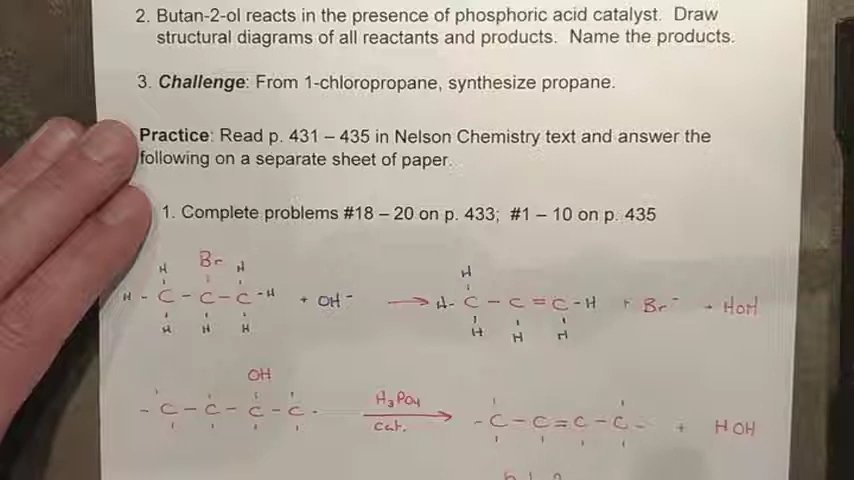 2. Butan-2-ol reacts in the presence of phosphoric acid catalyst. Draw
structural diagrams of all reactants and products. Name the products.
3. Challenge: From 1-chloropropane, synthesize propane.
Practice: Read p. 431 – 435 in Nelson Chemistry text and answer the
following on a separate sheet of paper.
1. Complete problems #18 – 20 on p. 433; #1 – 10 on p. 435
H Br H H
H - C - C - C - H + OH⁻ → H - C - C = C - H + Br⁻ + HOH
H H H H H H
OH
- C - C - C - C - H₃PO₄ → - C - C = C - C - + HOH
cat.